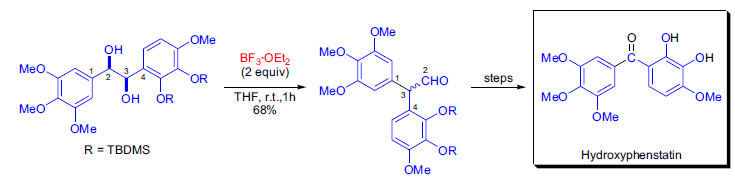 OH
OMe
MeO
1
2
3
4
OR
MeO
OH
OR
OMe
R = TBDMS
BF3·OEt2
(2 equiv)
THF, r.t.,1h
68%
OMe
MeO
2
CHO
MeO
1
3
4
OR
OR
OMe
steps
O
OH
OH
MeO
MeO
OMe
OMe
Hydroxyphenstatin